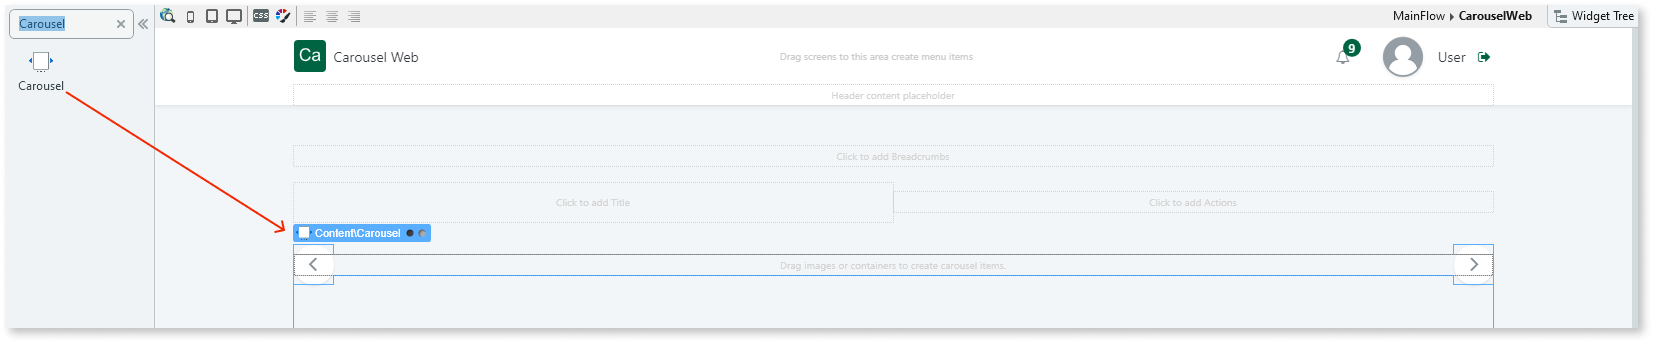 Carousel
Carousel
CSS
MainFlow ▸ CarouselWeb
Widget Tree
Ca
Carousel Web
Drag screens to this area create menu items
9
User
Header content placeholder
Click to add Breadcrumbs
Click to add Title
Click to add Actions
Content\Carousel
Drag images or containers to create carousel items.